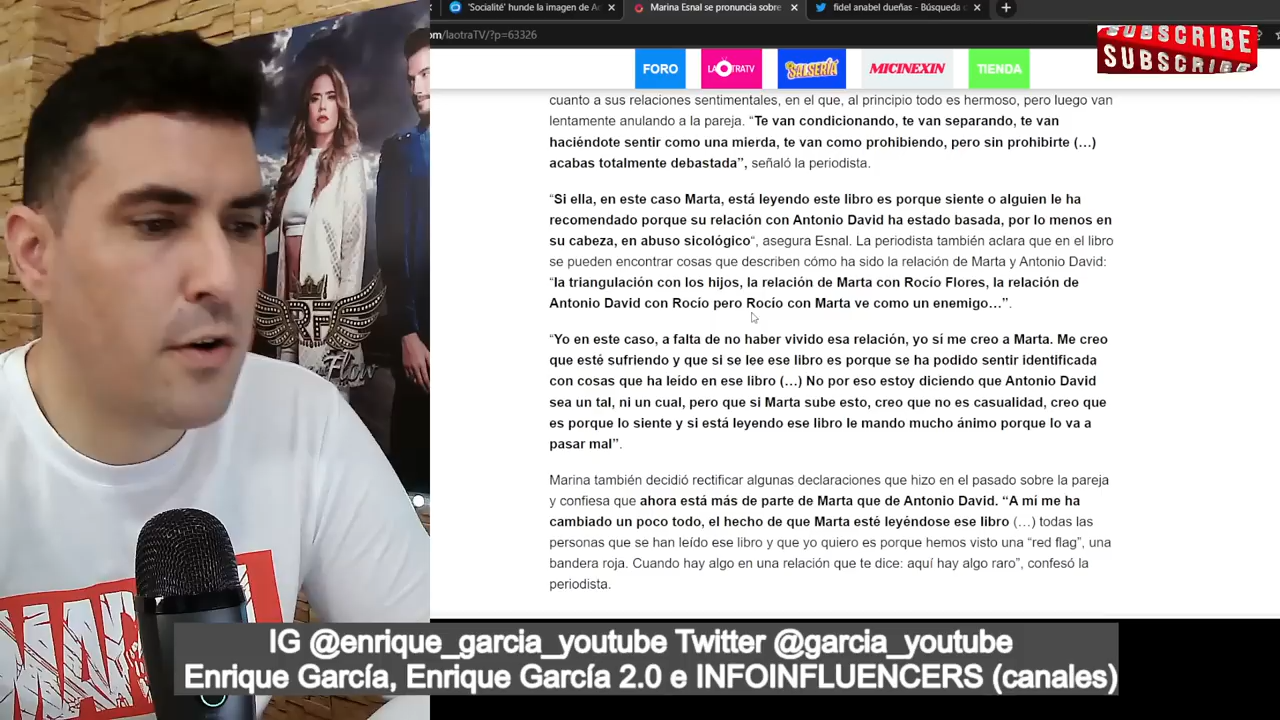 'Socialité' hunde la imagen de A
Marina Esnal se pronuncia sobre
fidel anabel dueñas - Búsqueda
om/laotraTV/?p=63326
SUBSCRIBE
SUBSCRIBE
FORO
LAOTRATV
SALSERÍA
MICINEXIN
TIENDA
cuanto a sus relaciones sentimentales, en el que, al principio todo es hermoso, pero luego van
lentamente anulando a la pareja. “Te van condicionando, te van separando, te van
haciéndote sentir como una mierda, te van como prohibiendo, pero sin prohibirte (…)
acabas totalmente debastada”, señaló la periodista.
“Si ella, en este caso Marta, está leyendo este libro es porque siente o alguien le ha
recomendado porque su relación con Antonio David ha estado basada, por lo menos en
su cabeza, en abuso sicológico“, asegura Esnal. La periodista también aclara que en el libro
se pueden encontrar cosas que describen cómo ha sido la relación de Marta y Antonio David:
“la triangulación con los hijos, la relación de Marta con Rocío Flores, la relación de
Antonio David con Rocío pero Rocío con Marta ve como un enemigo…”.
“Yo en este caso, a falta de no haber vivido esa relación, yo sí me creo a Marta. Me creo
que esté sufriendo y que si se lee ese libro es porque se ha podido sentir identificada
con cosas que ha leído en ese libro (…) No por eso estoy diciendo que Antonio David
sea un tal, ni un cual, pero que si Marta sube esto, creo que no es casualidad, creo que
es porque lo siente y si está leyendo ese libro le mando mucho ánimo porque lo va a
pasar mal”.
Marina también decidió rectificar algunas declaraciones que hizo en el pasado sobre la pareja
y confiesa que ahora está más de parte de Marta que de Antonio David. “A mí me ha
cambiado un poco todo, el hecho de que Marta esté leyéndose ese libro (…) todas las
personas que se han leído ese libro y que yo quiero es porque hemos visto una “red flag”, una
bandera roja. Cuando hay algo en una relación que te dice: aquí hay algo raro”, confesó la
periodista.
RF
Flow
IG @enrique_garcia_youtube Twitter @garcia_youtube
Enrique García, Enrique García 2.0 e INFOINFLUENCERS (canales)